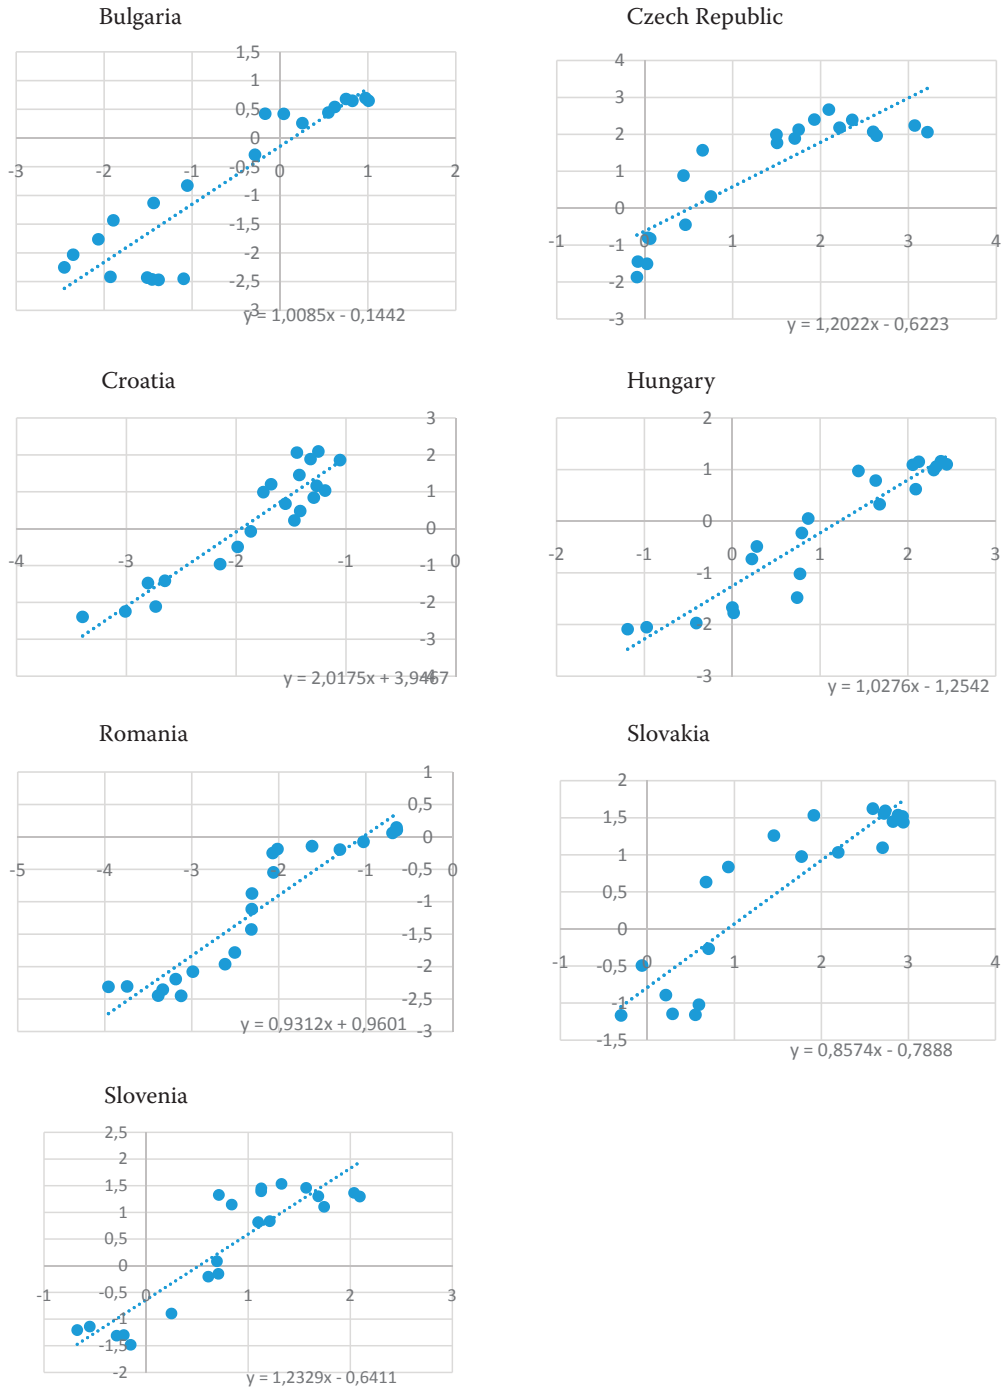 Bulgaria
1,5
1
0,5
0
-3 -2 -1 0 1 2
-0,5
-1
-1,5
-2
-2,5
-3
y = 1,0085x - 0,1442
Czech Republic
4
3
2
1
0
-1 0 1 2 3 4
-1
-2
-3
y = 1,2022x - 0,6223
Croatia
3
2
1
0
-4 -3 -2 -1 0
-1
-2
-3
-4
y = 2,0175x + 3,9467
Hungary
2
1
0
-2 -1 0 1 2 3
-1
-2
-3
y = 1,0276x - 1,2542
Romania
1
0,5
0
-5 -4 -3 -2 -1 0
-0,5
-1
-1,5
-2
-2,5
-3
y = 0,9312x + 0,9601
Slovakia
2
1,5
1
0,5
0
-1 0 1 2 3 4
-0,5
-1
-1,5
y = 0,8574x - 0,7888
Slovenia
2,5
2
1,5
1
0,5
0
-1 0 1 2 3
-0,5
-1
-1,5
-2
y = 1,2329x - 0,6411